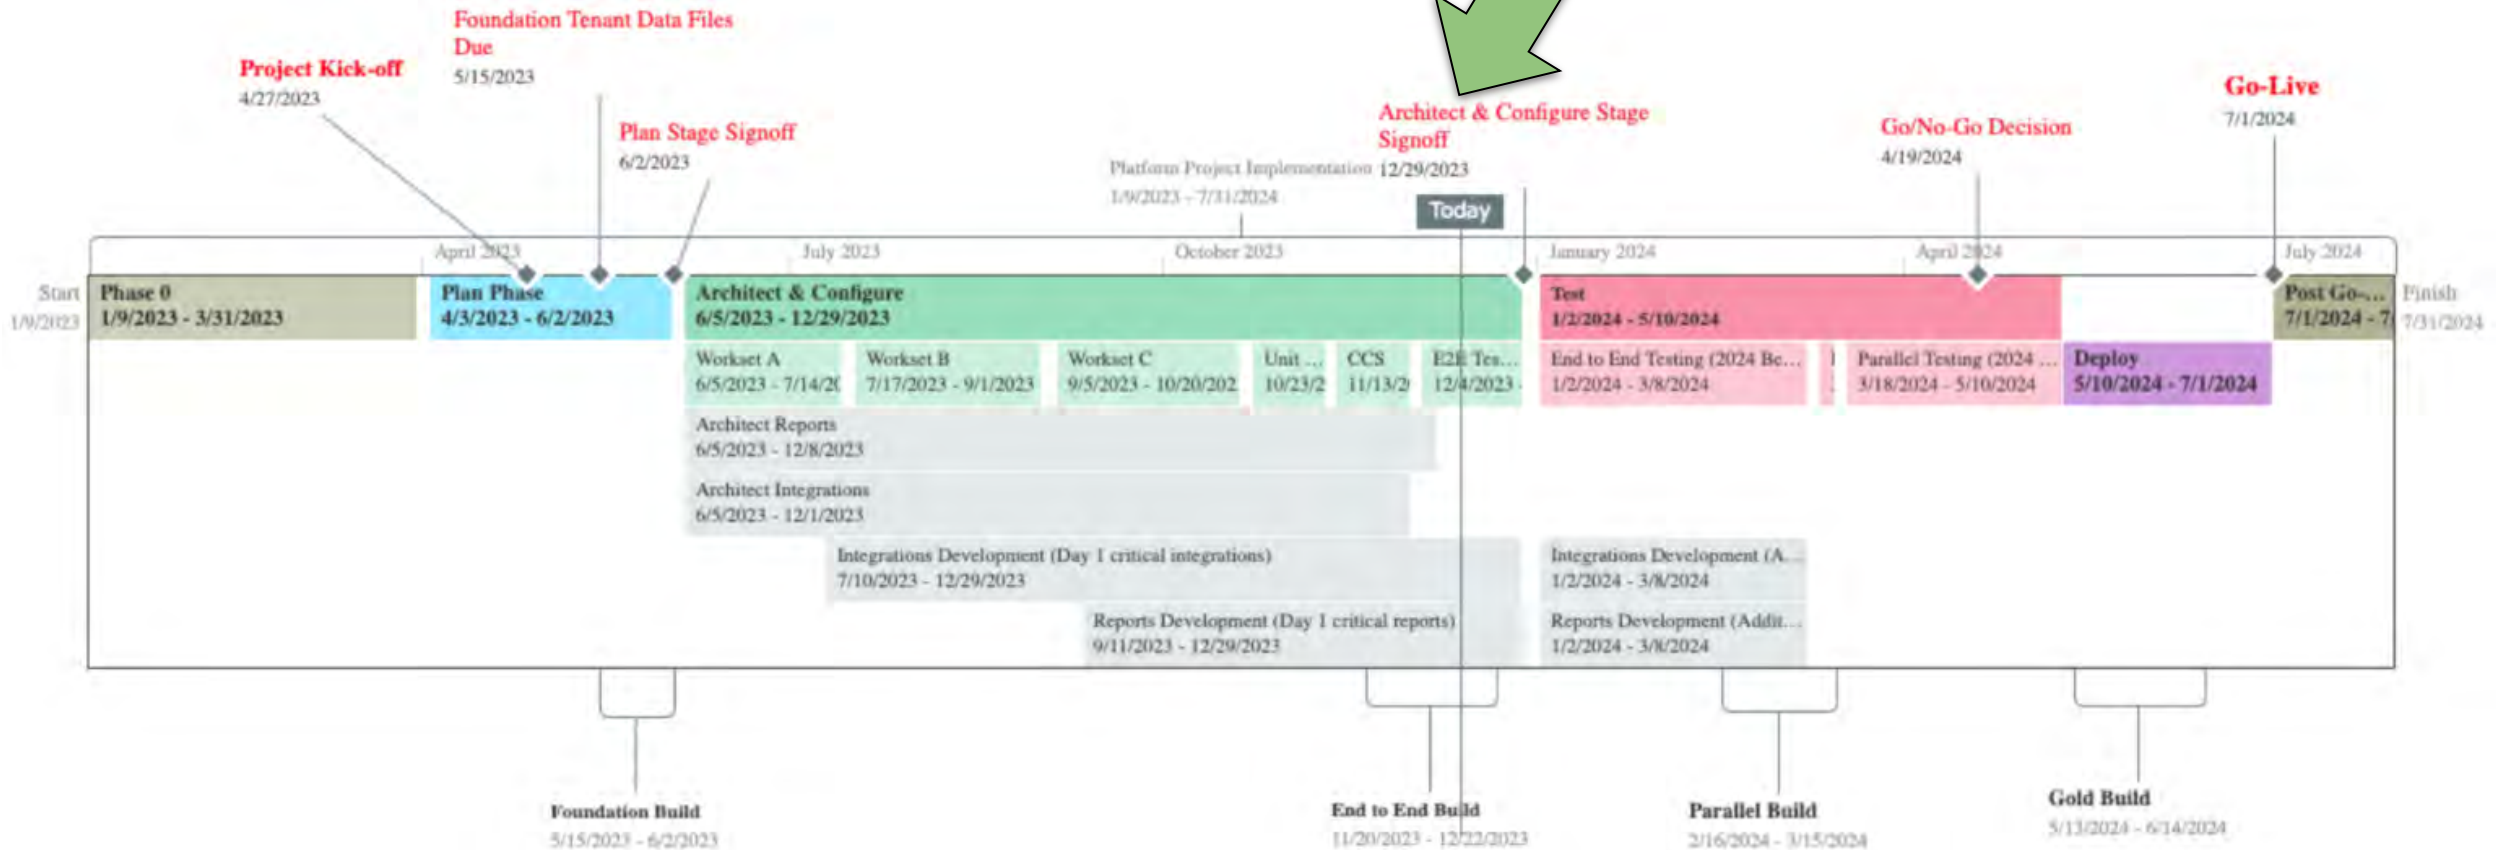 Foundation Tenant Data Files
Due
5/15/2023
Project Kick-off
4/27/2023
Plan Stage Signoff
6/2/2023
Architect & Configure Stage
Signoff
12/29/2023
Platform Project Implementation
1/9/2023 - 7/31/2024
Today
Go/No-Go Decision
4/19/2024
Go-Live
7/1/2024
April 2023
July 2023
October 2023
January 2024
April 2024
July 2024
Start
1/9/2023
Phase 0
1/9/2023 - 3/31/2023
Plan Phase
4/3/2023 - 6/2/2023
Architect & Configure
6/5/2023 - 12/29/2023
Test
1/2/2024 - 5/10/2024
Post Go-...
7/1/2024 - 7/
Finish
7/31/2024
Workset A
6/5/2023 - 7/14/20
Workset B
7/17/2023 - 9/1/2023
Workset C
9/5/2023 - 10/20/202
Unit ...
10/23/2
CCS
11/13/2
E2E Tes...
12/4/2023 -
End to End Testing (2024 Be...
1/2/2024 - 3/8/2024
Parallel Testing (2024 ...
3/18/2024 - 5/10/2024
Deploy
5/10/2024 - 7/1/2024
Architect Reports
6/5/2023 - 12/8/2023
Architect Integrations
6/5/2023 - 12/1/2023
Integrations Development (Day 1 critical integrations)
7/10/2023 - 12/29/2023
Integrations Development (A...
1/2/2024 - 3/8/2024
Reports Development (Day 1 critical reports)
9/11/2023 - 12/29/2023
Reports Development (Addit...
1/2/2024 - 3/8/2024
Foundation Build
5/15/2023 - 6/2/2023
End to End Build
11/20/2023 - 12/22/2023
Parallel Build
2/16/2024 - 3/15/2024
Gold Build
5/13/2024 - 6/14/2024